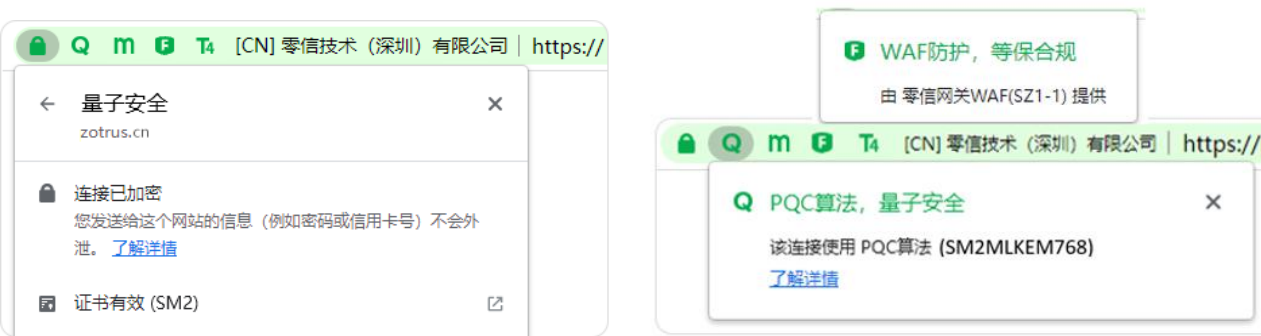 Q m F T4 [CN] 零信技术（深圳）有限公司 https://
量子安全
zotrus.cn
连接已加密
您发送给这个网站的信息（例如密码或信用卡号）不会外
泄。 了解详情
证书有效 (SM2)
F WAF防护，等保合规
由 零信网关WAF(SZ1-1) 提供
Q m F T4 [CN] 零信技术（深圳）有限公司 https://
Q PQC算法，量子安全
该连接使用 PQC算法 (SM2MLKEM768)
了解详情